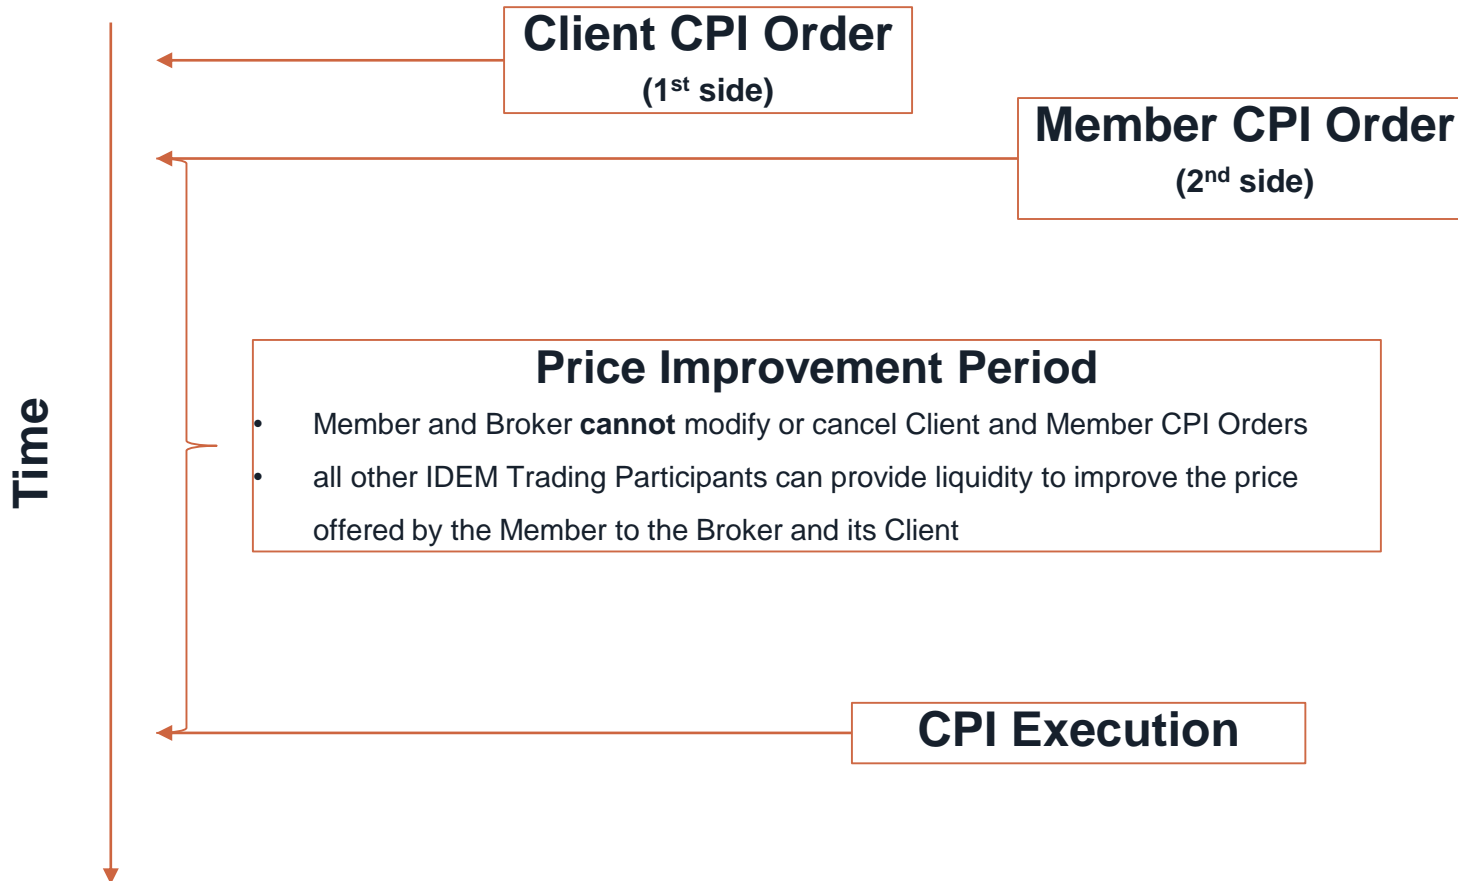 Client CPI Order
(1st side)
Member CPI Order
(2nd side)
Time
Price Improvement Period
• Member and Broker cannot modify or cancel Client and Member CPI Orders
• all other IDEM Trading Participants can provide liquidity to improve the price
offered by the Member to the Broker and its Client
CPI Execution